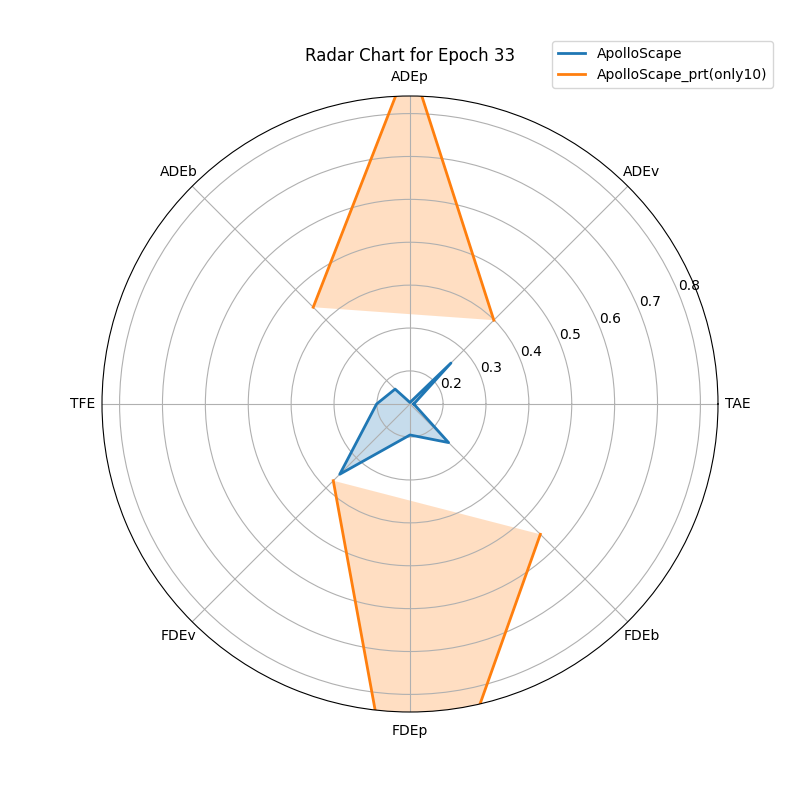 Radar Chart for Epoch 33
ApolloScape
ApolloScape_prt(only10)
ADEp
ADEb
ADEv
0.8
0.7
0.6
0.5
0.4
0.3
0.2
TFE
TAE
FDEv
FDEb
FDEp